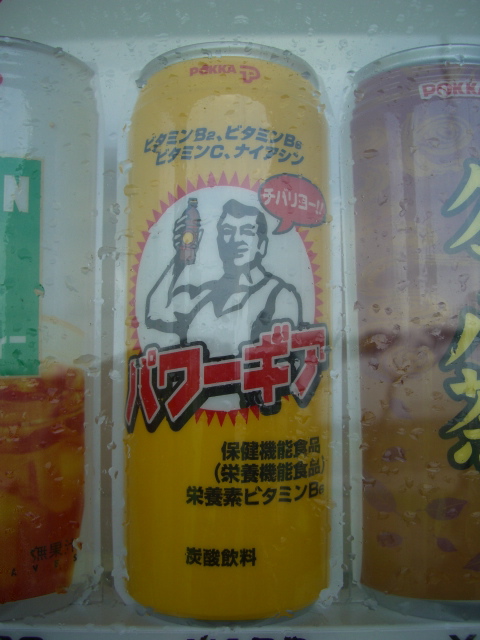 POKKA
ビタミンB2、ビタミンB6
ビタミンC、ナイアシン
チバリヨー!!
パワーギア
保健機能食品
(栄養機能食品)
栄養素ビタミンB6
炭酸飲料
POKKA
茶
N